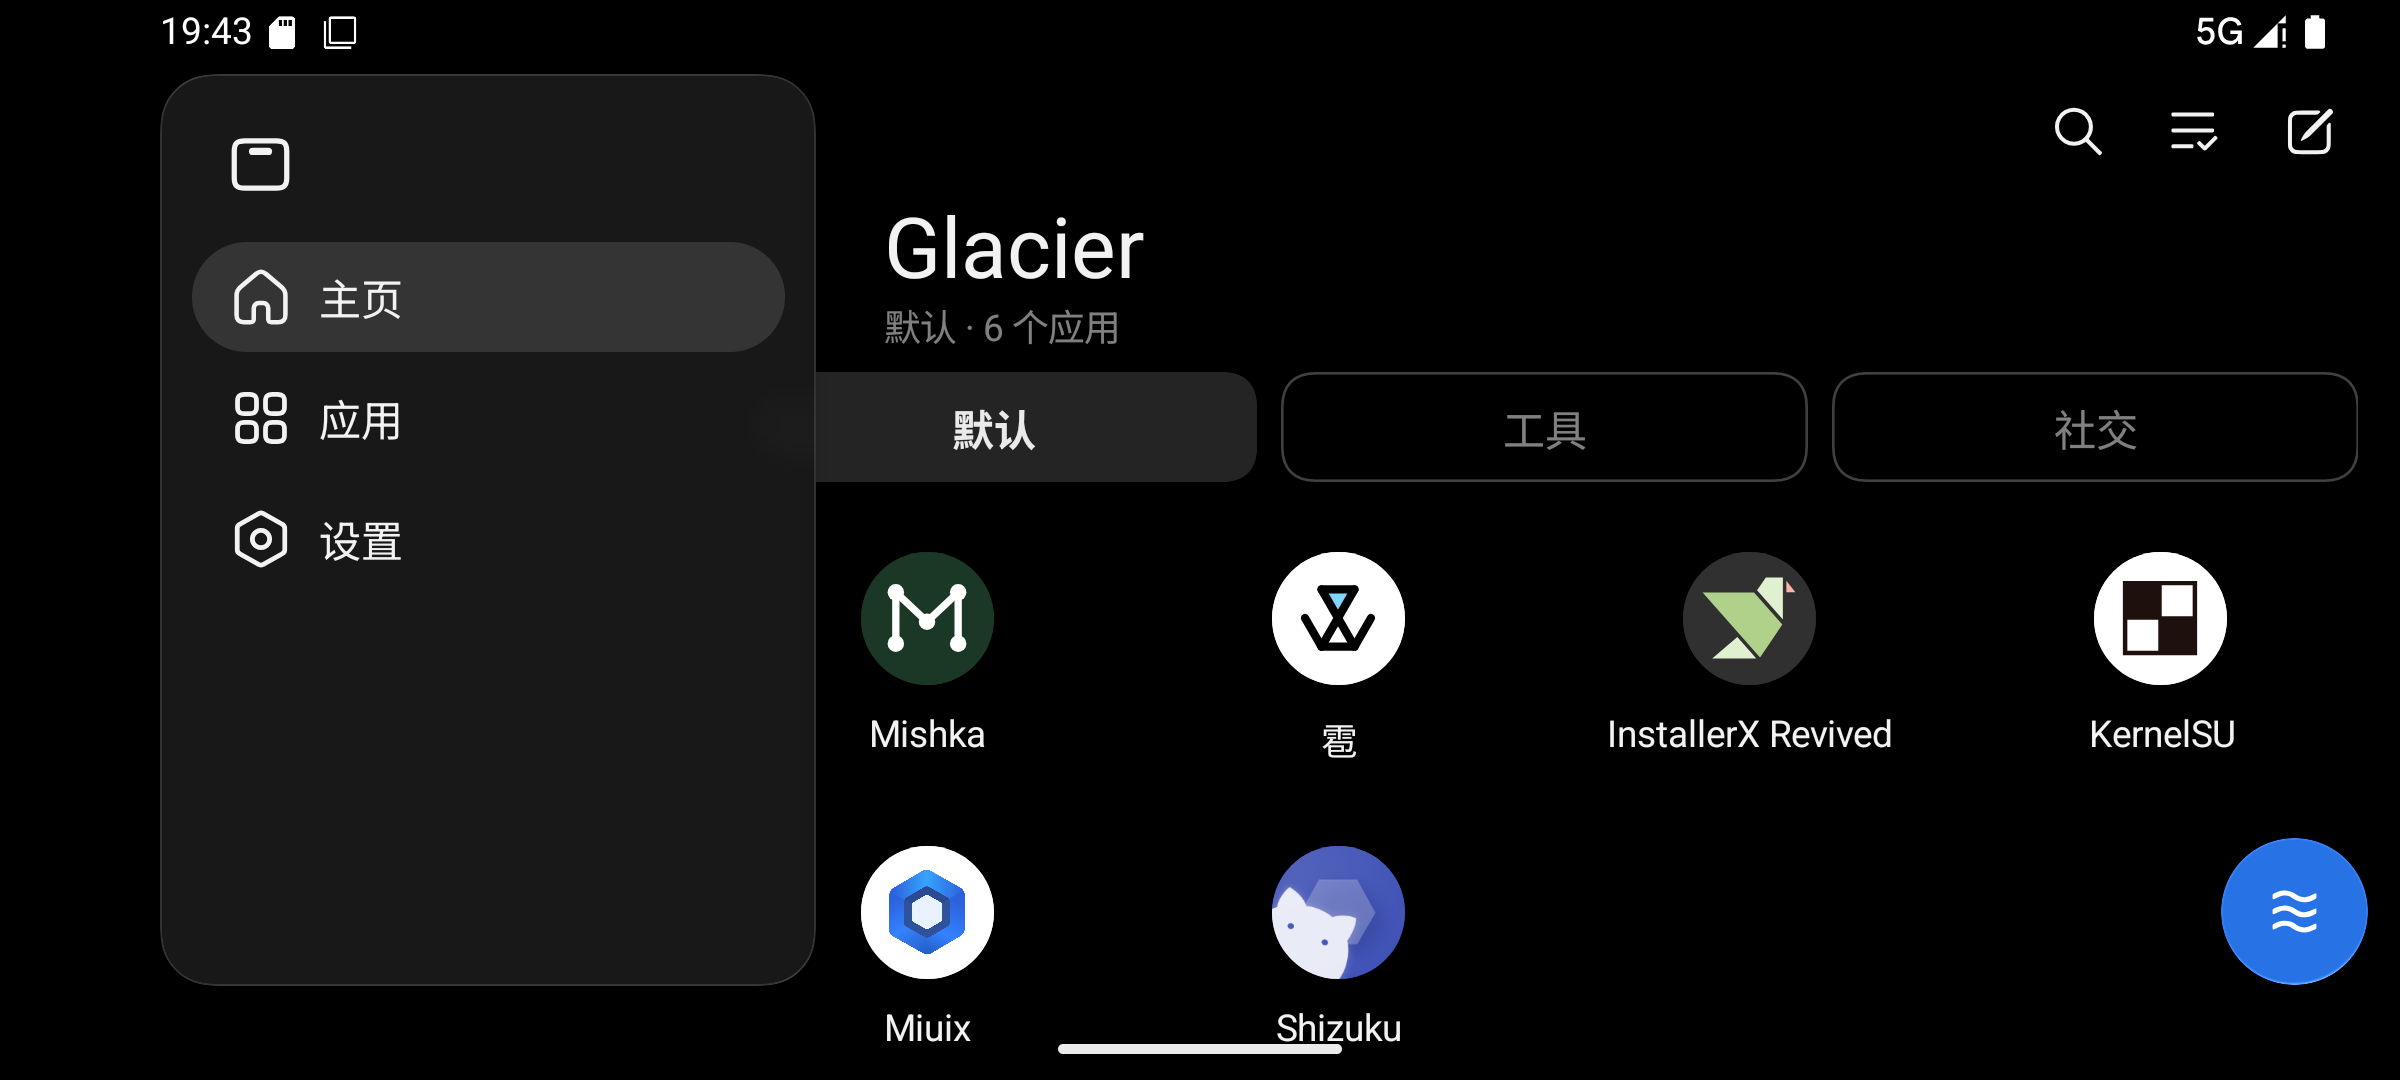 19:43
5G
主页
应用
设置
Glacier
默认 · 6 个应用
默认
工具
社交
Mishka
雹
InstallerX Revived
KernelSU
Miuix
Shizuku